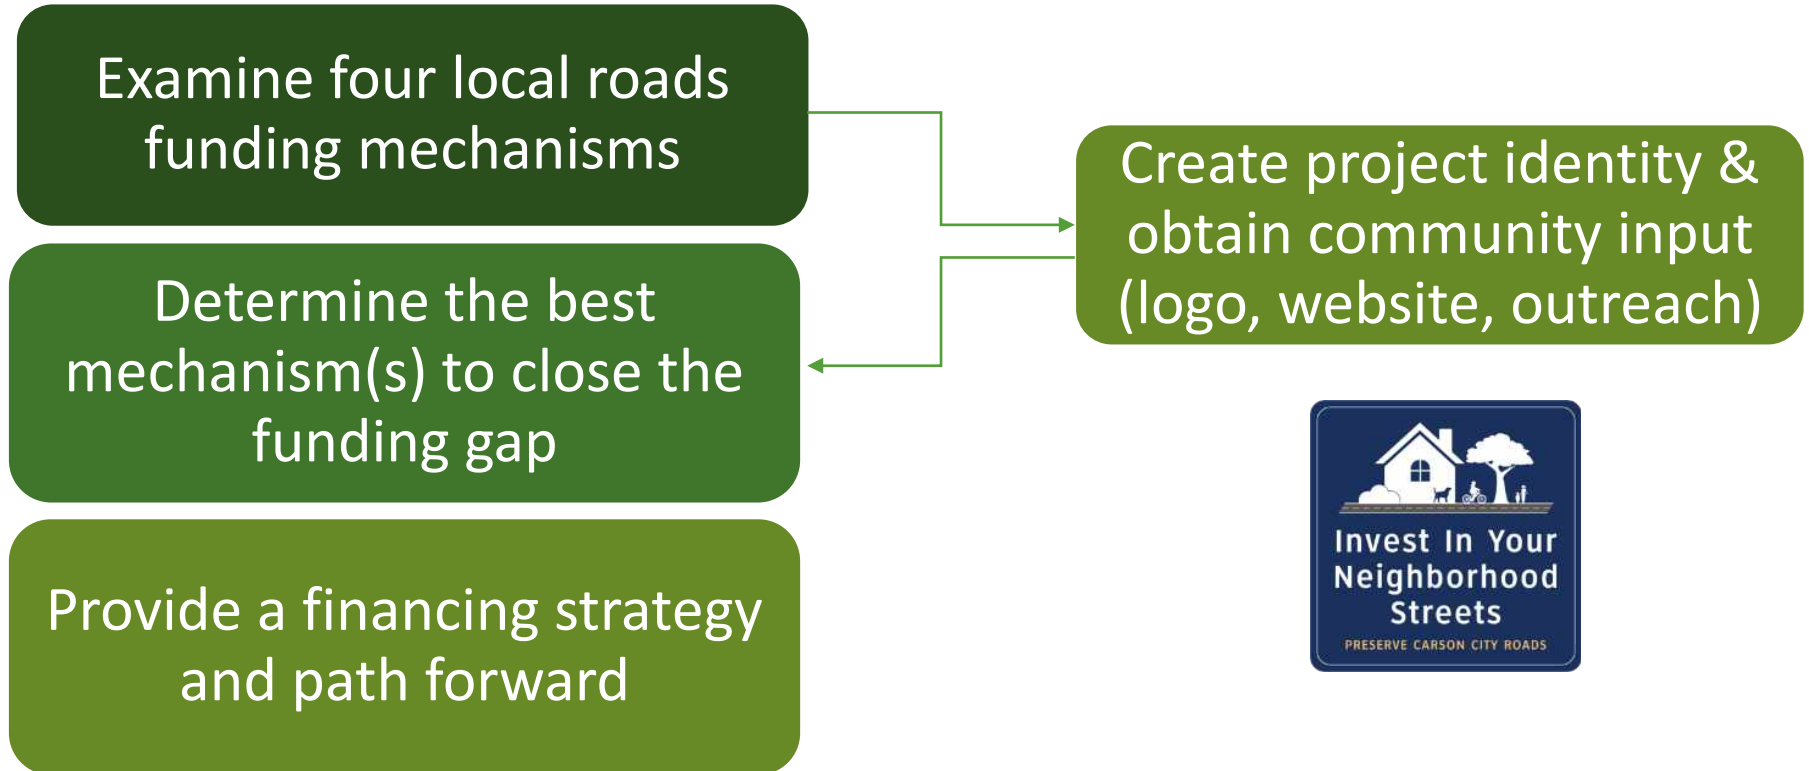 Examine four local roads
funding mechanisms
Create project identity &
obtain community input
(logo, website, outreach)
Determine the best
mechanism(s) to close the
funding gap
Provide a financing strategy
and path forward
Invest In Your
Neighborhood
Streets
PRESERVE CARSON CITY ROADS